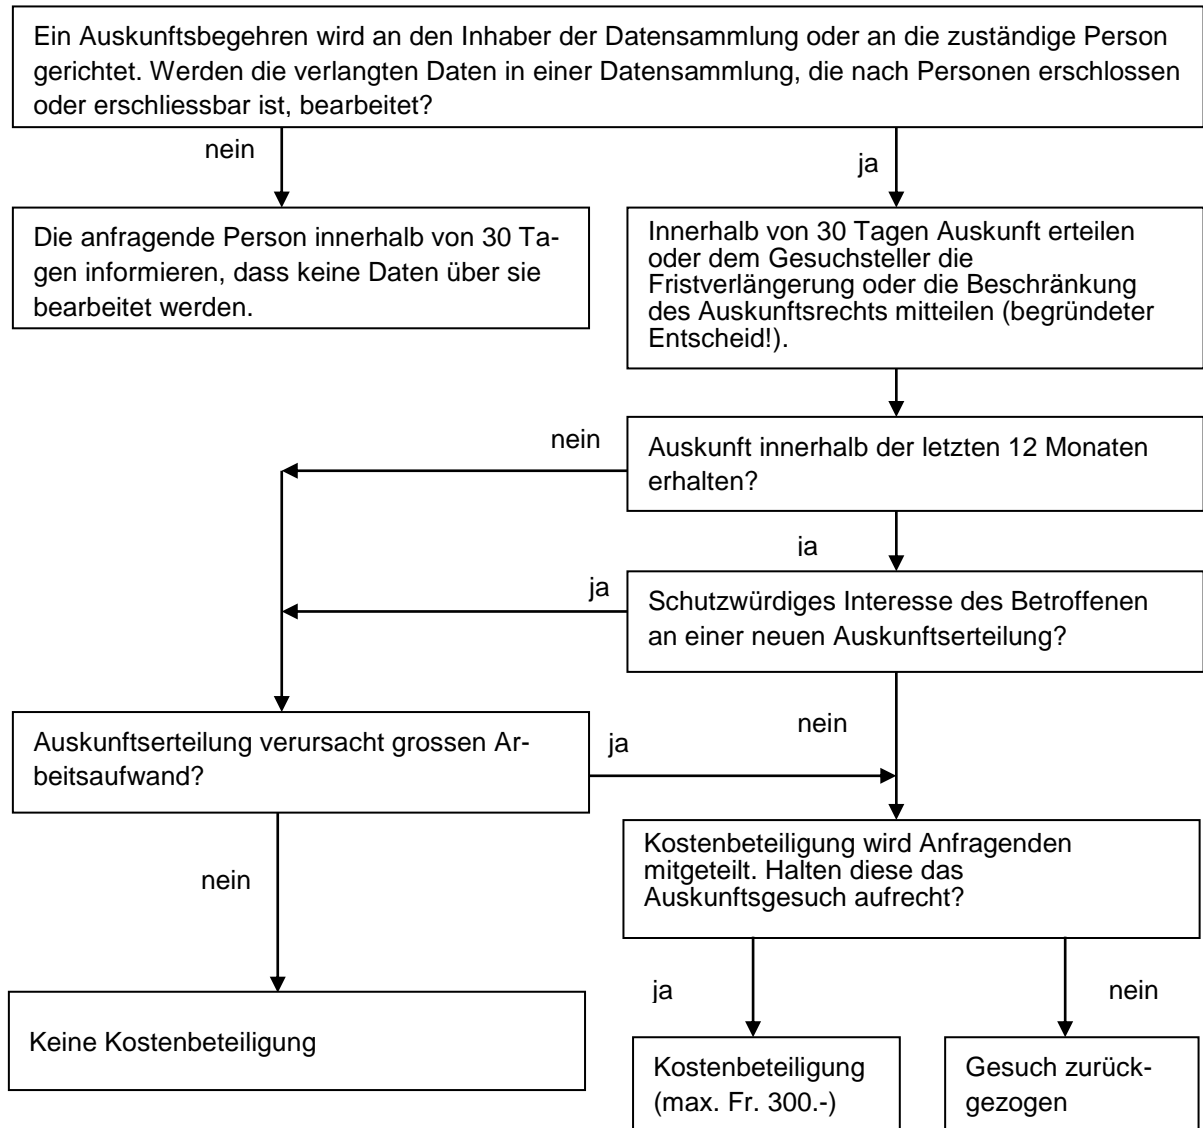 Ein Auskunftsbegehren wird an den Inhaber der Datensammlung oder an die zuständige Person
gerichtet. Werden die verlangten Daten in einer Datensammlung, die nach Personen erschlossen
oder erschliessbar ist, bearbeitet?
nein
ja
Die anfragende Person innerhalb von 30 Ta-
gen informieren, dass keine Daten über sie
bearbeitet werden.
Innerhalb von 30 Tagen Auskunft erteilen
oder dem Gesuchsteller die
Fristverlängerung oder die Beschränkung
des Auskunftsrechts mitteilen (begründeter
Entscheid!).
nein
Auskunft innerhalb der letzten 12 Monaten
erhalten?
ja
ja
Schutzwürdiges Interesse des Betroffenen
an einer neuen Auskunftserteilung?
nein
Auskunftserteilung verursacht grossen Ar-
beitsaufwand?
ja
nein
Kostenbeteiligung wird Anfragenden
mitgeteilt. Halten diese das
Auskunftsgesuch aufrecht?
ja
nein
Keine Kostenbeteiligung
Kostenbeteiligung
(max. Fr. 300.-)
Gesuch zurück-
gezogen